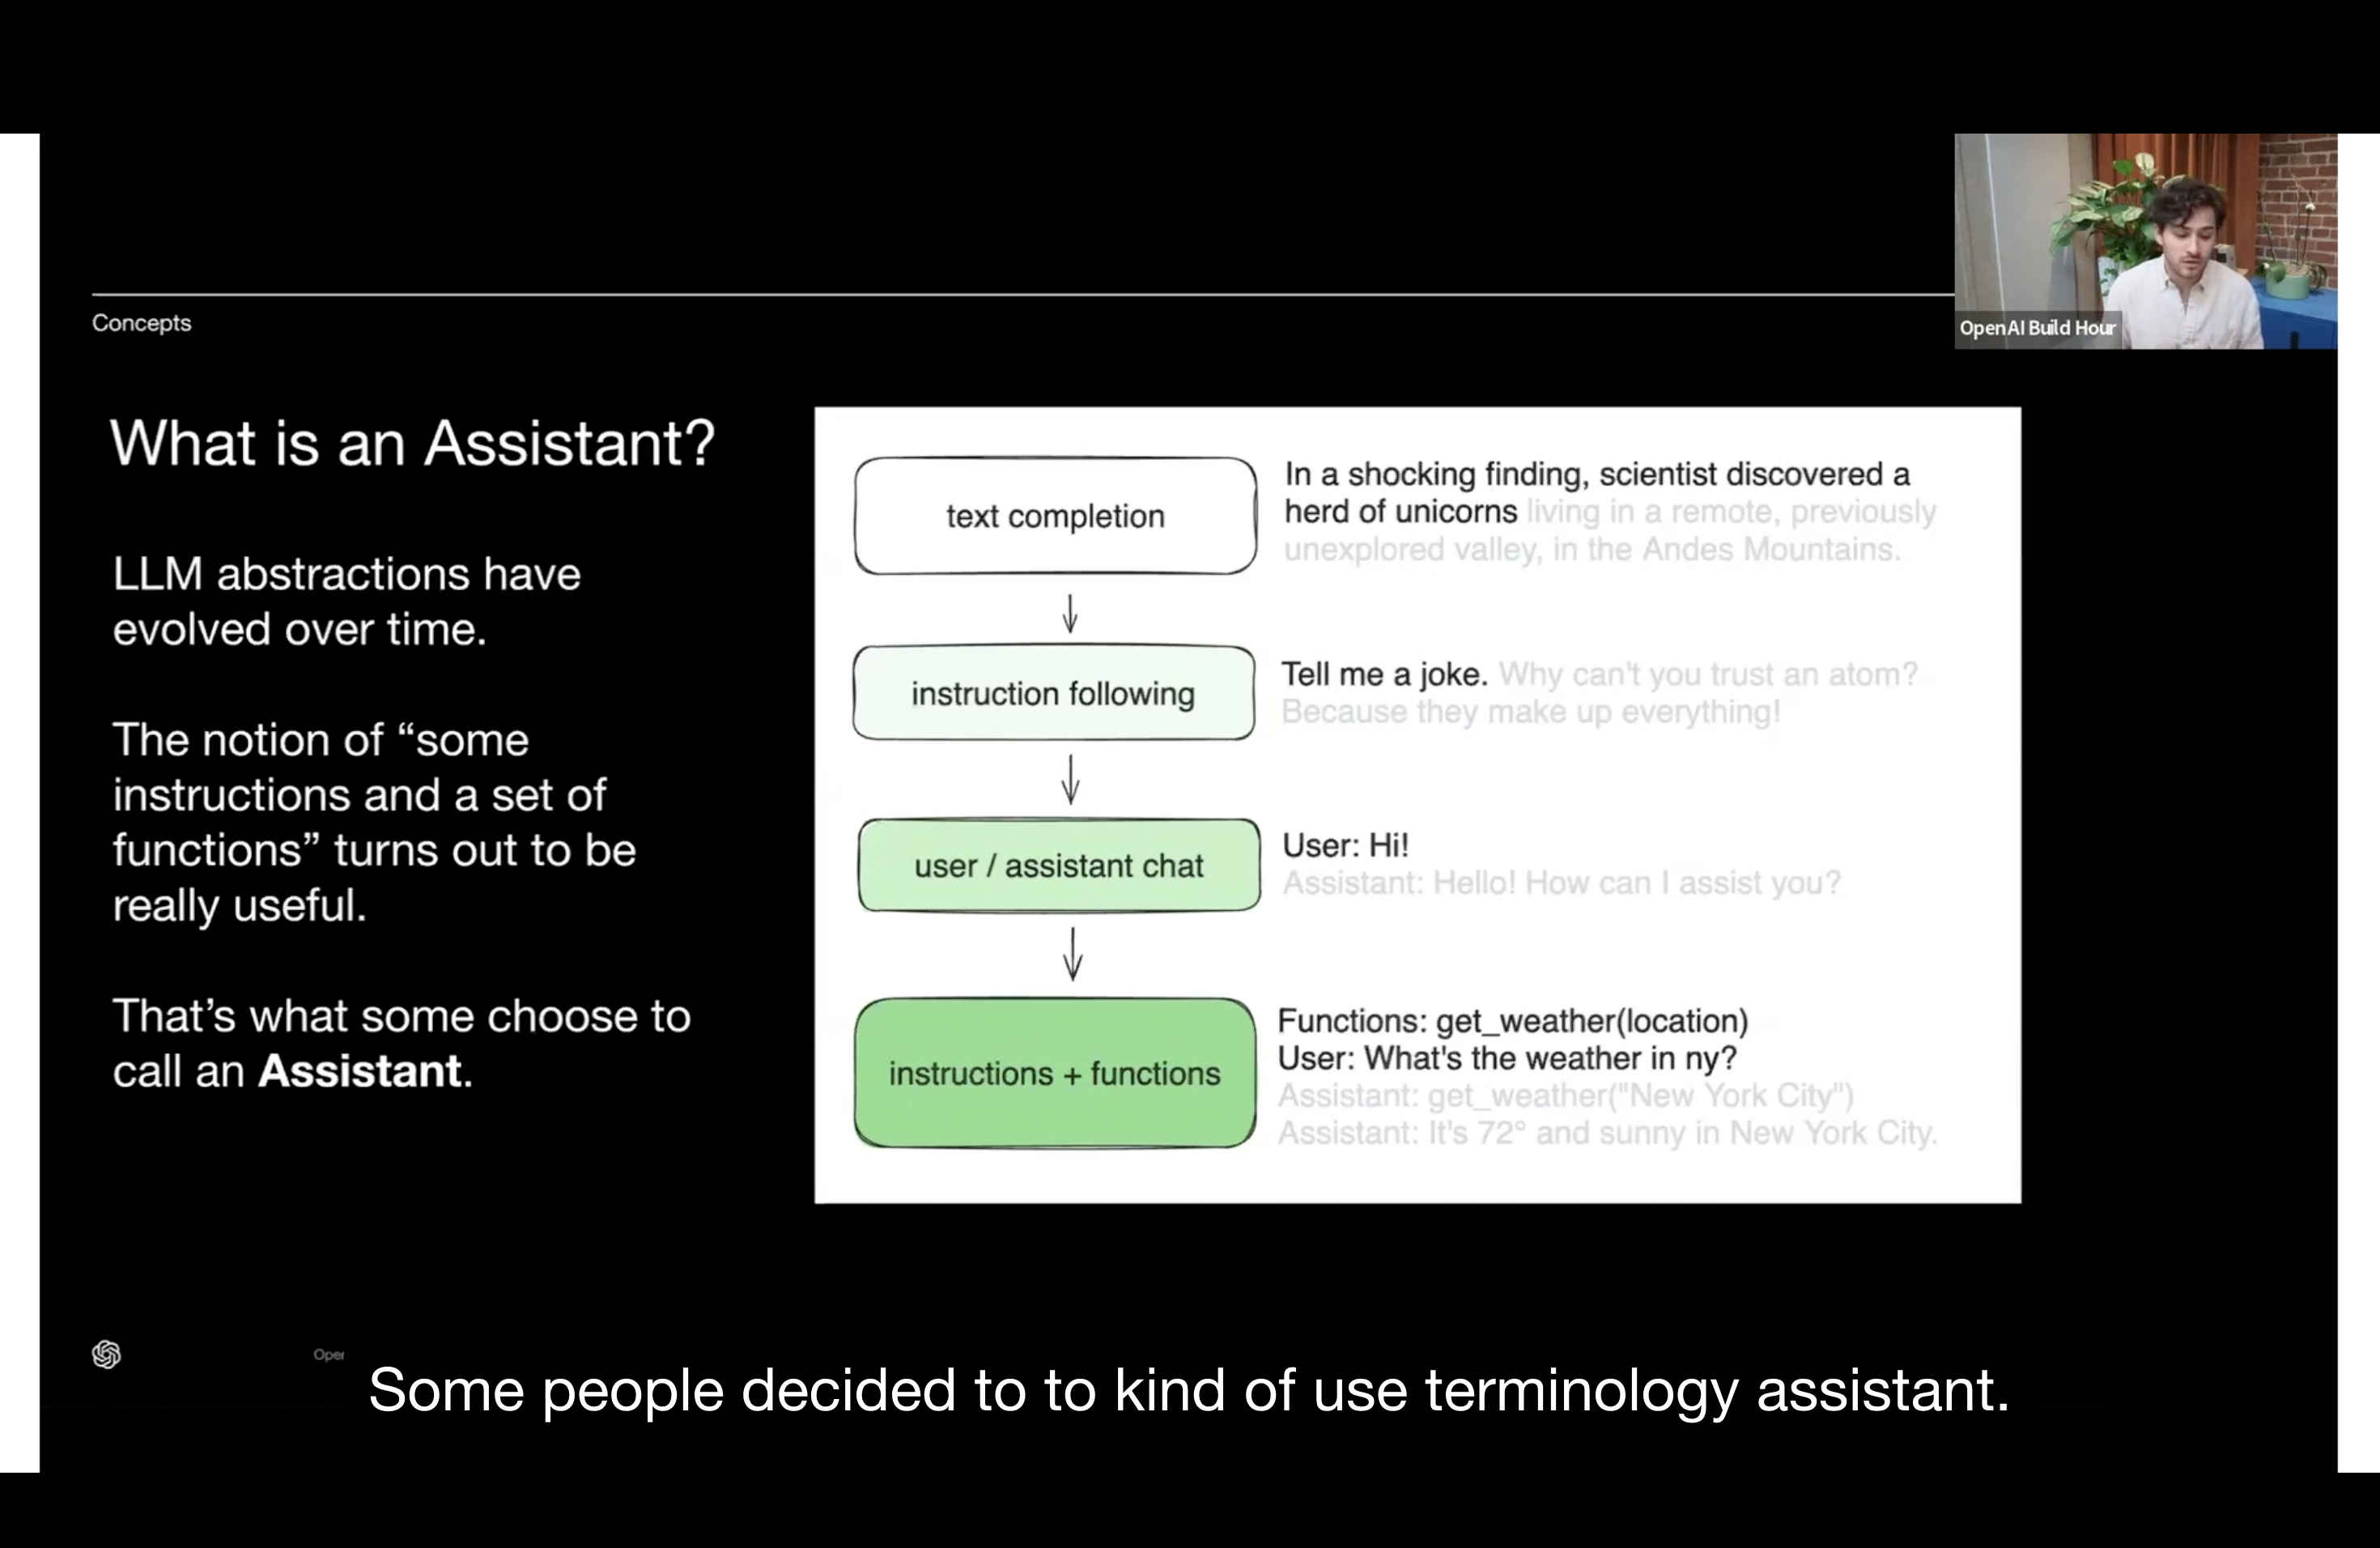 OpenAI Build Hour
Concepts
What is an Assistant?
LLM abstractions have
evolved over time.
The notion of “some
instructions and a set of
functions” turns out to be
really useful.
That’s what some choose to
call an Assistant.
text completion
In a shocking finding, scientist discovered a
herd of unicorns living in a remote, previously
unexplored valley, in the Andes Mountains.
instruction following
Tell me a joke. Why can't you trust an atom?
Because they make up everything!
user / assistant chat
User: Hi!
Assistant: Hello! How can I assist you?
instructions + functions
Functions: get_weather(location)
User: What's the weather in ny?
Assistant: get_weather("New York City")
Assistant: It's 72° and sunny in New York City.
Oper
Some people decided to to kind of use terminology assistant.